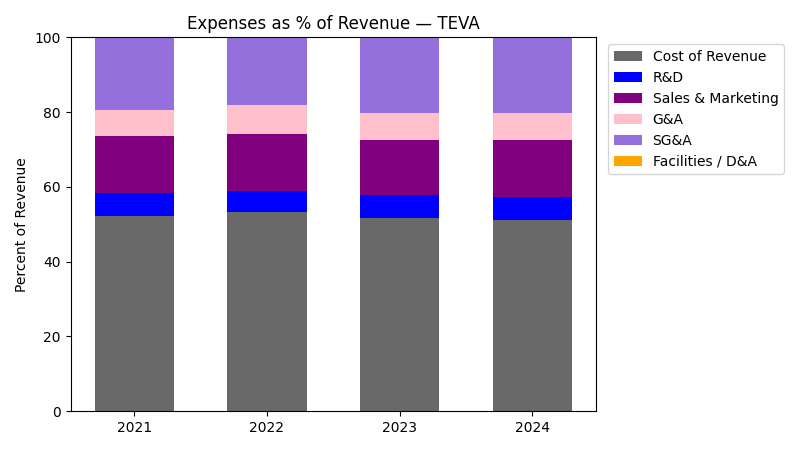 Expenses as % of Revenue — TEVA
Percent of Revenue
100
80
60
40
20
0
2021
2022
2023
2024
Cost of Revenue
R&D
Sales & Marketing
G&A
SG&A
Facilities / D&A